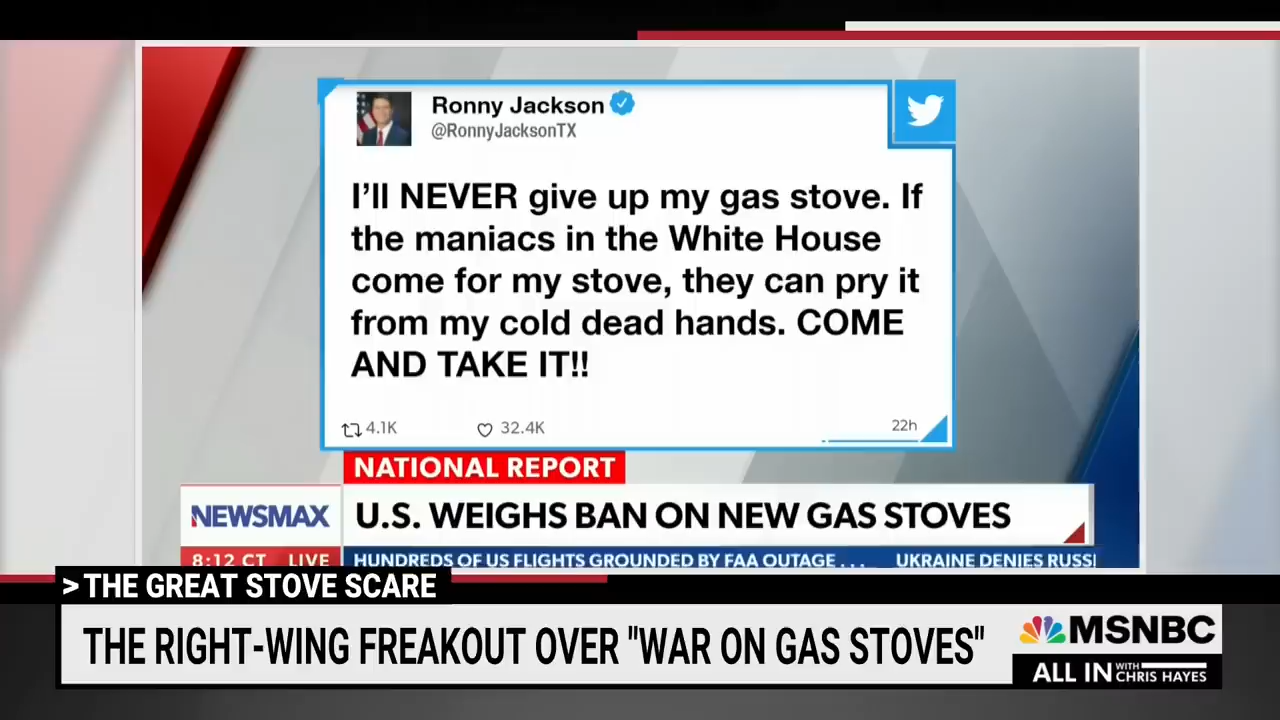 Ronny Jackson
@RonnyJacksonTX
I'll NEVER give up my gas stove. If
the maniacs in the White House
come for my stove, they can pry it
from my cold dead hands. COME
AND TAKE IT!!
4.1K 32.4K 22h
NATIONAL REPORT
NEWSMAX U.S. WEIGHS BAN ON NEW GAS STOVES
8:12 CT LIVE HUNDREDS OF US FLIGHTS GROUNDED BY FAA OUTAGE . . . UKRAINE DENIES RUSSI
> THE GREAT STOVE SCARE
THE RIGHT-WING FREAKOUT OVER "WAR ON GAS STOVES"
MSNBC
ALL IN WITH CHRIS HAYES